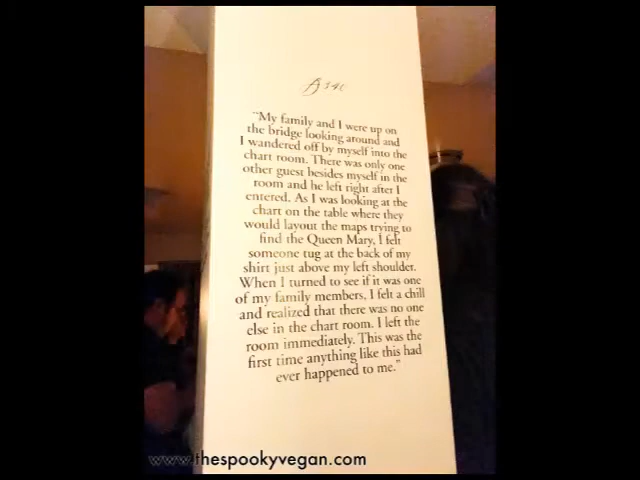 A340
"My family and I were up on
the bridge looking around and
I wandered off by myself into the
chart room. There was only one
other guest besides myself in the
room and he left right after I
entered. As I was looking at the
chart on the table where they
would layout the maps trying to
find the Queen Mary, I felt
someone tug at the back of my
shirt just above my left shoulder.
When I turned to see if it was one
of my family members, I felt a chill
and realized that there was no one
else in the chart room. I left the
room immediately. This was the
first time anything like this had
ever happened to me."
www.thespookyvegan.com